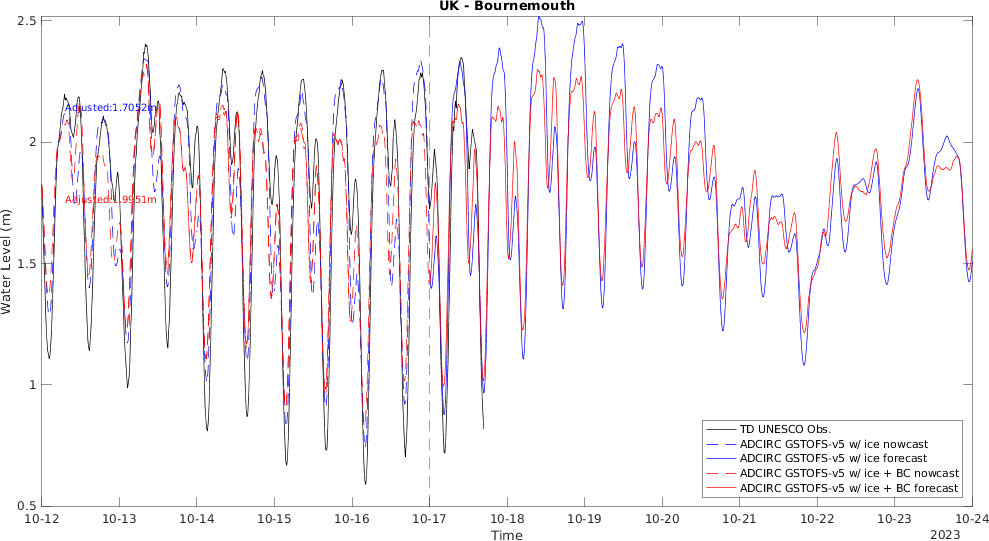 UK - Bournemouth
Water Level (m)
2.5
2
1.5
1
0.5
Adjusted:1.7052m
Adjusted:1.9951m
TD UNESCO Obs.
ADCIRC GSTOFS-v5 w/ ice nowcast
ADCIRC GSTOFS-v5 w/ ice forecast
ADCIRC GSTOFS-v5 w/ ice + BC nowcast
ADCIRC GSTOFS-v5 w/ ice + BC forecast
10-12 10-13 10-14 10-15 10-16 10-17 10-18 10-19 10-20 10-21 10-22 10-23 10-24
Time
2023